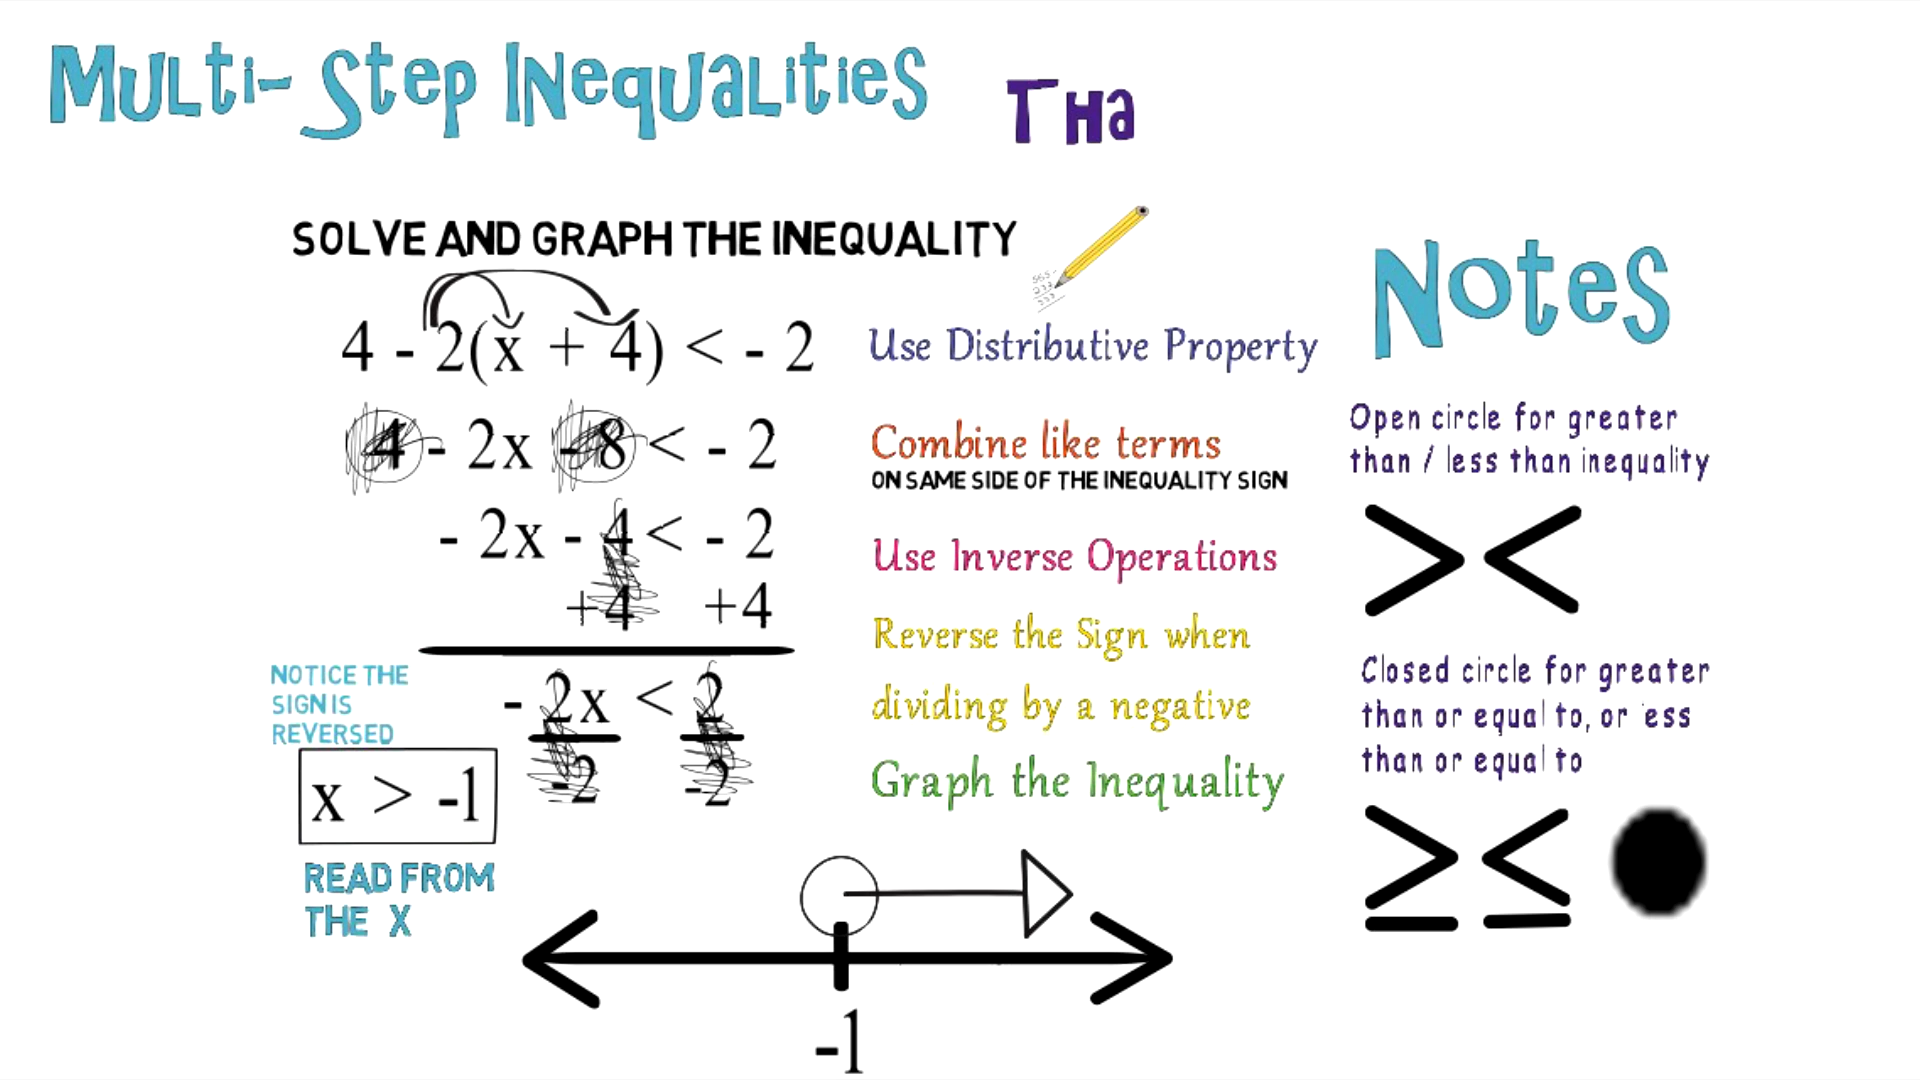 Multi- Step Inequalities
Tha
SOLVE AND GRAPH THE INEQUALITY
4 - 2(x + 4) < - 2
Use Distributive Property
4 - 2x - 8 < - 2
Combine like terms
ON SAME SIDE OF THE INEQUALITY SIGN
- 2x - 4 < - 2
Use Inverse Operations
+4 +4
Reverse the Sign when
dividing by a negative
- 2x < 2
-2 -2
NOTICE THE
SIGN IS
REVERSED
x > -1
Graph the Inequality
READ FROM
THE X
-1
Notes
Open circle for greater
than / less than inequality
> <
Closed circle for greater
than or equal to, or ess
than or equal to
≥ ≤